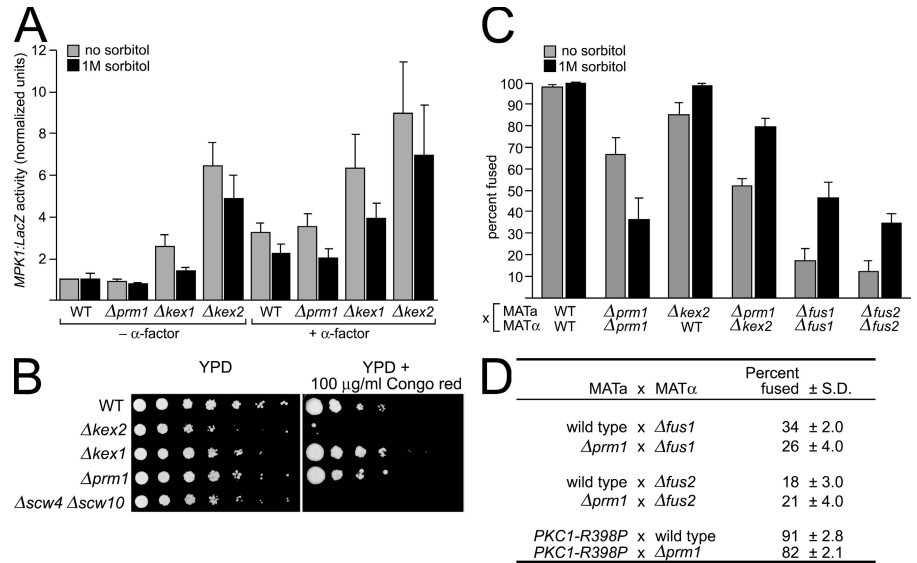 A
no sorbitol
1M sorbitol
MPK1:LacZ activity (normalized units)
12
10
8
6
4
2
WT Δprm1 Δkex1 Δkex2 WT Δprm1 Δkex1 Δkex2
– α-factor + α-factor
B
YPD YPD +
100 μg/ml Congo red
WT
Δkex2
Δkex1
Δprm1
Δscw4 Δscw10
C
no sorbitol
1M sorbitol
percent fused
100
90
80
70
60
50
40
30
20
10
x MATa WT Δprm1 Δkex2 Δprm1 Δfus1 Δfus2
MATα WT Δprm1 WT Δkex2 Δfus1 Δfus2
D
Percent
MATa x MATα fused ± S.D.
wild type x Δfus1 34 ± 2.0
Δprm1 x Δfus1 26 ± 4.0
wild type x Δfus2 18 ± 3.0
Δprm1 x Δfus2 21 ± 4.0
PKC1-R398P x wild type 91 ± 2.8
PKC1-R398P x Δprm1 82 ± 2.1